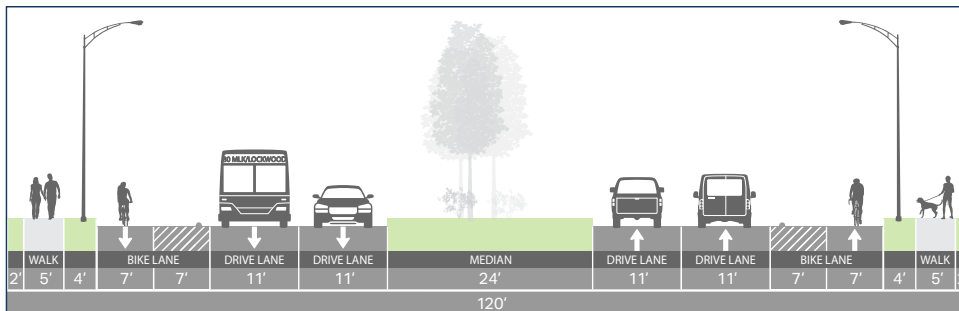 80 MLK/LOCKWOOD
WALK BIKE LANE DRIVE LANE DRIVE LANE MEDIAN DRIVE LANE DRIVE LANE BIKE LANE WALK
2’ 5’ 4’ 7’ 7’ 11’ 11’ 24’ 11’ 11’ 7’ 7’ 4’ 5’
120’